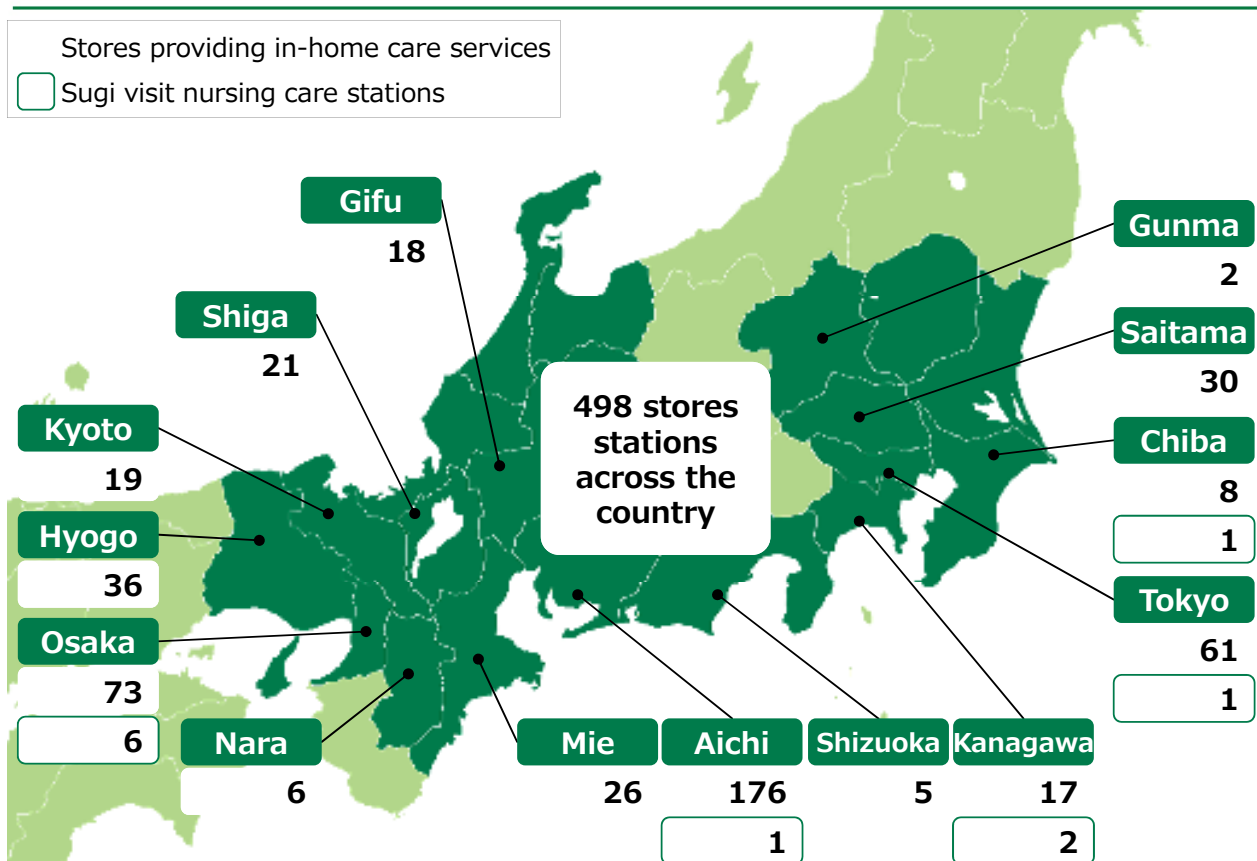 Stores providing in-home care services
Sugi visit nursing care stations
Gifu
18
Shiga
21
Kyoto
19
Hyogo
36
Osaka
73
6
Nara
6
Mie
26
Aichi
176
1
Shizuoka
5
Kanagawa
17
2
498 stores
stations
across the
country
Gunma
2
Saitama
30
Chiba
8
1
Tokyo
61
1